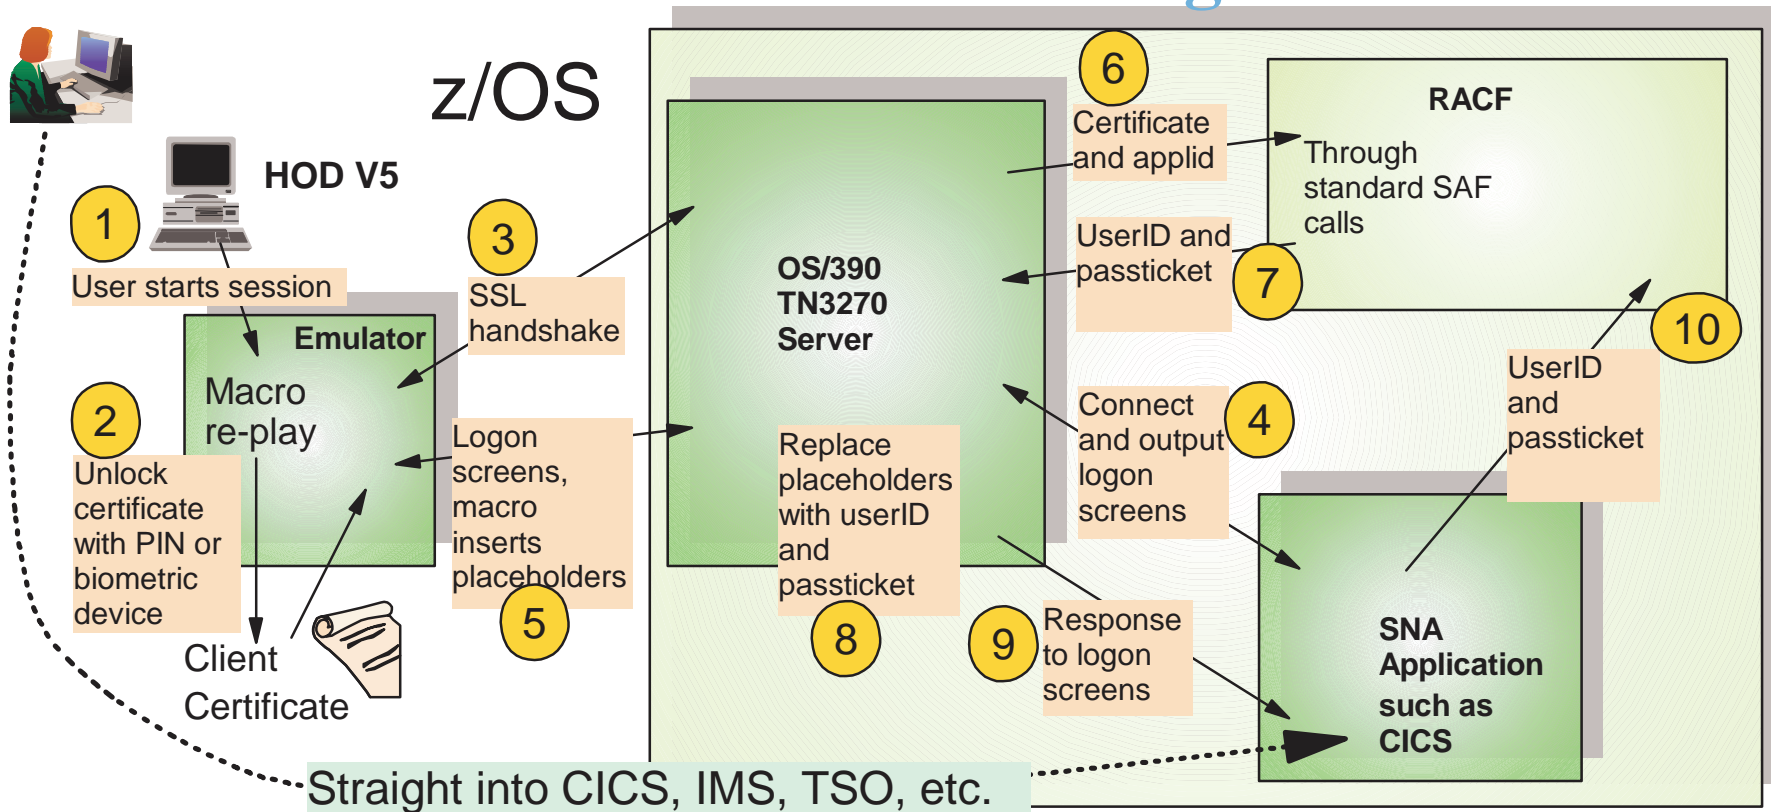 g
z/OS
HOD V5
1
User starts session
Emulator
Macro
re-play
2
Unlock
certificate
with PIN or
biometric
device
Client
Certificate
3
SSL
handshake
Logon
screens,
macro
inserts
placeholders
5
OS/390
TN3270
Server
Replace
placeholders
with userID
and
passticket
8
6
Certificate
and applid
RACF
Through
standard SAF
calls
UserID and
passticket
7
Connect
and output
logon
screens
4
10
UserID
and
passticket
9
Response
to logon
screens
SNA
Application
such as
CICS
Straight into CICS, IMS, TSO, etc.